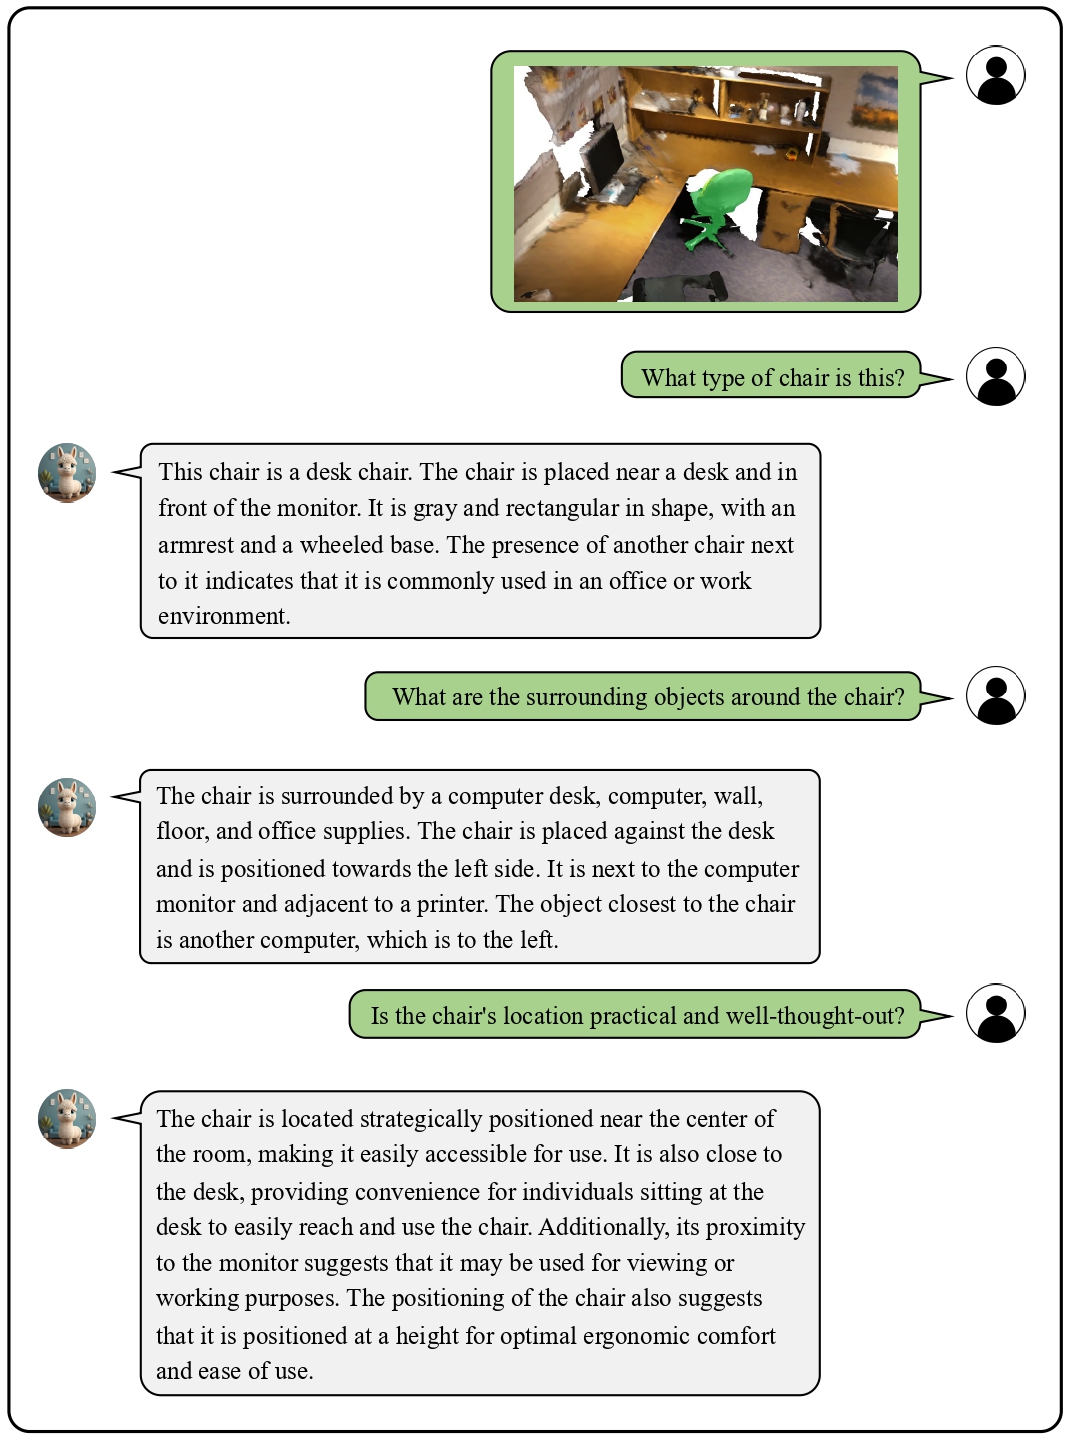 What type of chair is this?
This chair is a desk chair. The chair is placed near a desk and in
front of the monitor. It is gray and rectangular in shape, with an
armrest and a wheeled base. The presence of another chair next
to it indicates that it is commonly used in an office or work
environment.
What are the surrounding objects around the chair?
The chair is surrounded by a computer desk, computer, wall,
floor, and office supplies. The chair is placed against the desk
and is positioned towards the left side. It is next to the computer
monitor and adjacent to a printer. The object closest to the chair
is another computer, which is to the left.
Is the chair's location practical and well-thought-out?
The chair is located strategically positioned near the center of
the room, making it easily accessible for use. It is also close to
the desk, providing convenience for individuals sitting at the
desk to easily reach and use the chair. Additionally, its proximity
to the monitor suggests that it may be used for viewing or
working purposes. The positioning of the chair also suggests
that it is positioned at a height for optimal ergonomic comfort
and ease of use.